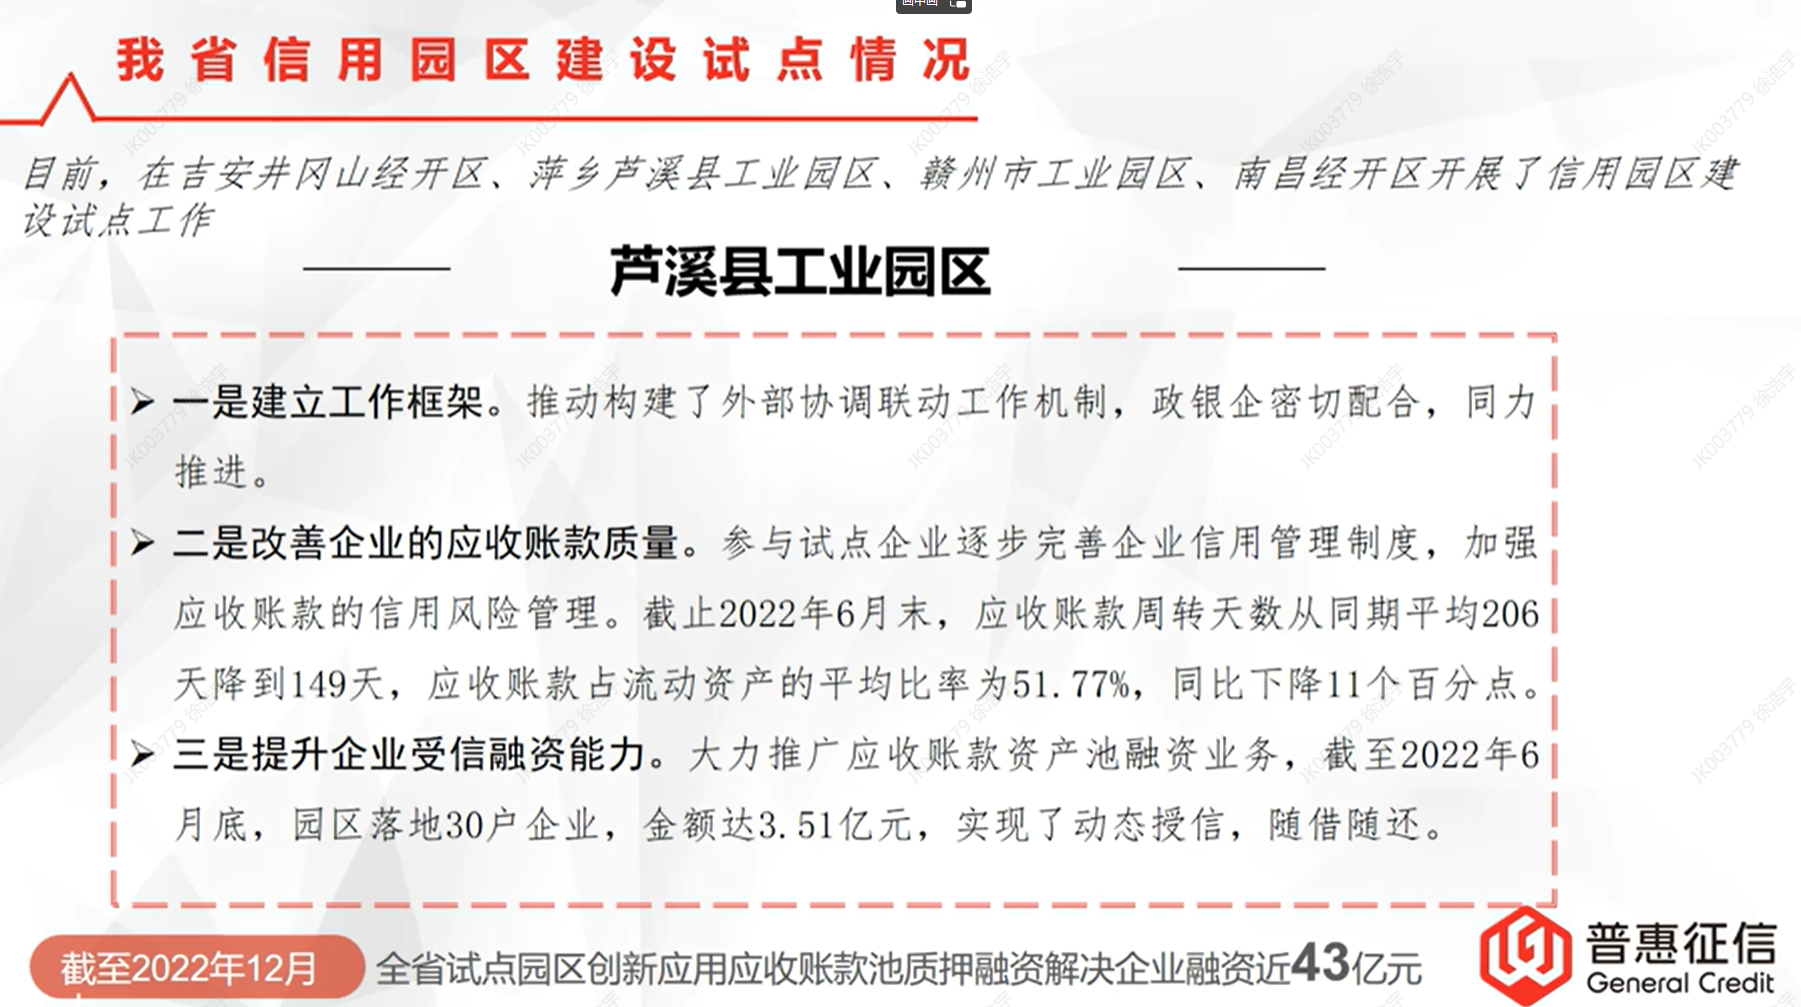 画中画
我省信用园区建设试点情况
目前，在吉安井冈山经开区、萍乡芦溪县工业园区、赣州市工业园区、南昌经开区开展了信用园区建
设试点工作
芦溪县工业园区
一是建立工作框架。推动构建了外部协调联动工作机制，政银企密切配合，同力
推进。
二是改善企业的应收账款质量。参与试点企业逐步完善企业信用管理制度，加强
应收账款的信用风险管理。截止2022年6月末，应收账款周转天数从同期平均206
天降到149天，应收账款占流动资产的平均比率为51.77%，同比下降11个百分点。
三是提升企业受信融资能力。大力推广应收账款资产池融资业务，截至2022年6
月底，园区落地30户企业，金额达3.51亿元，实现了动态授信，随借随还。
截至2022年12月
全省试点园区创新应用应收账款池质押融资解决企业融资近43亿元
普惠征信
General Credit
JK003779 徐浩宇